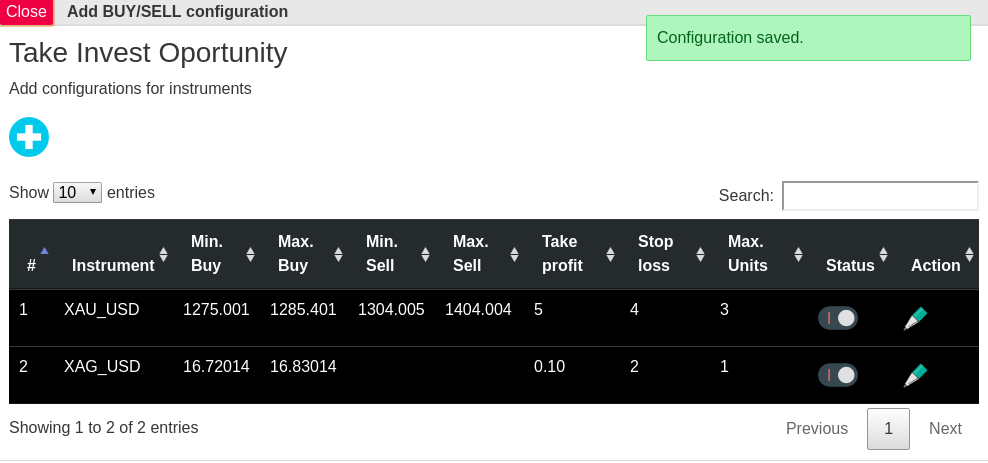 Close Add BUY/SELL configuration
Configuration saved.
Take Invest Oportunity
Add configurations for instruments
Show 10 entries
Search:
# Instrument Min. Buy Max. Buy Min. Sell Max. Sell Take profit Stop loss Max. Units Status Action
1 XAU_USD 1275.001 1285.401 1304.005 1404.004 5 4 3
2 XAG_USD 16.72014 16.83014 0.10 2 1
Showing 1 to 2 of 2 entries
Previous 1 Next